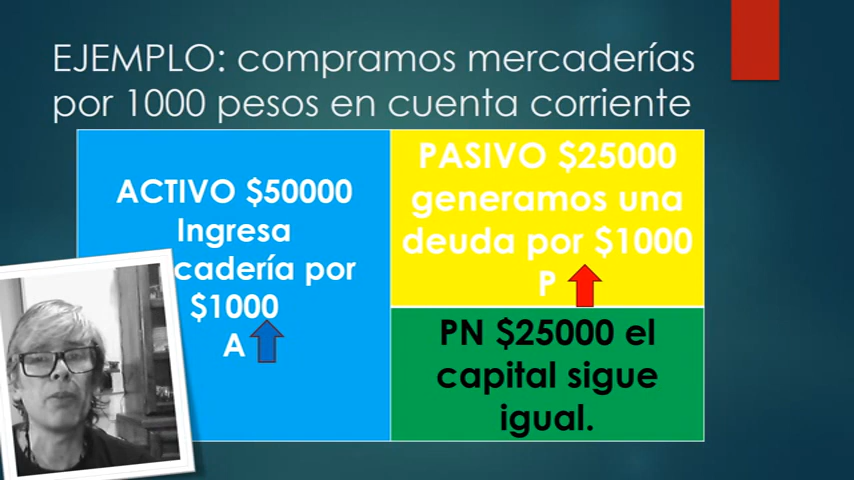 EJEMPLO: compramos mercaderías
por 1000 pesos en cuenta corriente
ACTIVO $50000
Ingresa
cadería por
$1000
A
PASIVO $25000
generamos una
deuda por $1000
P
PN $25000 el
capital sigue
igual.